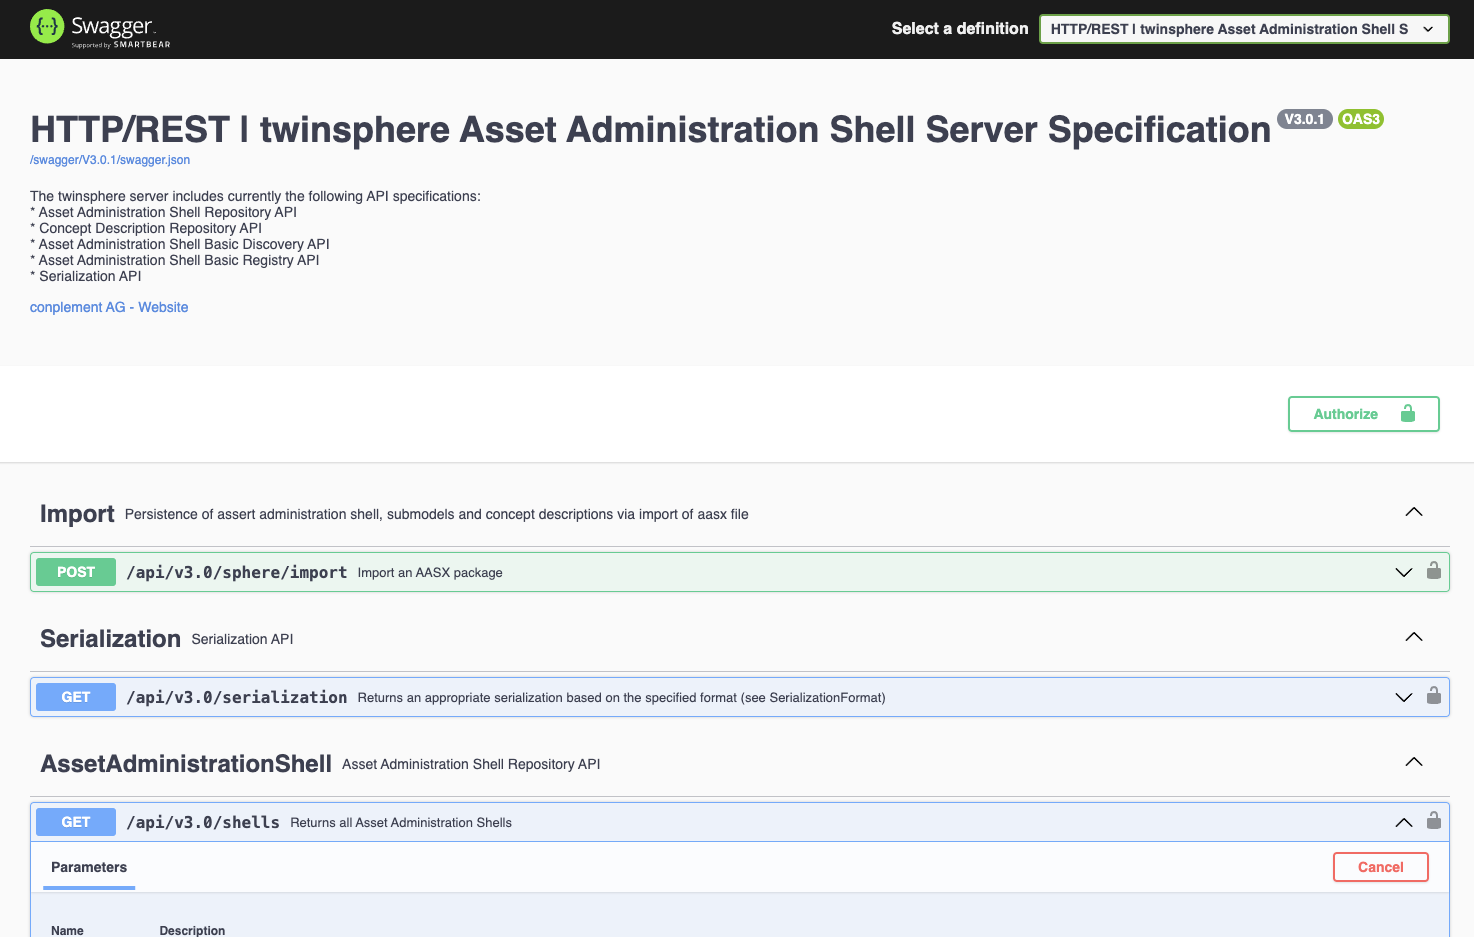 Swagger.
Supported by SMARTBEAR
Select a definition
HTTP/REST | twinsphere Asset Administration Shell S
HTTP/REST | twinsphere Asset Administration Shell Server Specification V3.0.1 OAS3
/swagger/V3.0.1/swagger.json
The twinsphere server includes currently the following API specifications:
* Asset Administration Shell Repository API
* Concept Description Repository API
* Asset Administration Shell Basic Discovery API
* Asset Administration Shell Basic Registry API
* Serialization API
conplement AG - Website
Authorize
Import Persistence of assert administration shell, submodels and concept descriptions via import of aasx file
POST /api/v3.0/sphere/import Import an AASX package
Serialization Serialization API
GET /api/v3.0/serialization Returns an appropriate serialization based on the specified format (see SerializationFormat)
AssetAdministrationShell Asset Administration Shell Repository API
GET /api/v3.0/shells Returns all Asset Administration Shells
Parameters
Cancel
Name Description